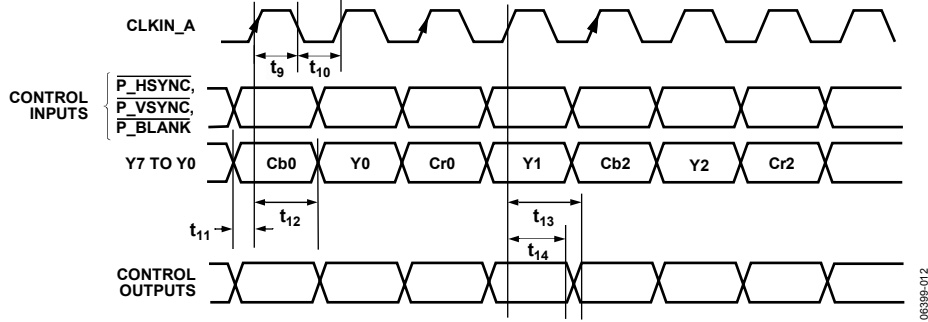 CLKIN_A
t9
t10
CONTROL
INPUTS
P_HSYNC,
P_VSYNC,
P_BLANK
Y7 TO Y0
Cb0
Y0
Cr0
Y1
Cb2
Y2
Cr2
t12
t13
t11
t14
CONTROL
OUTPUTS
06399-012